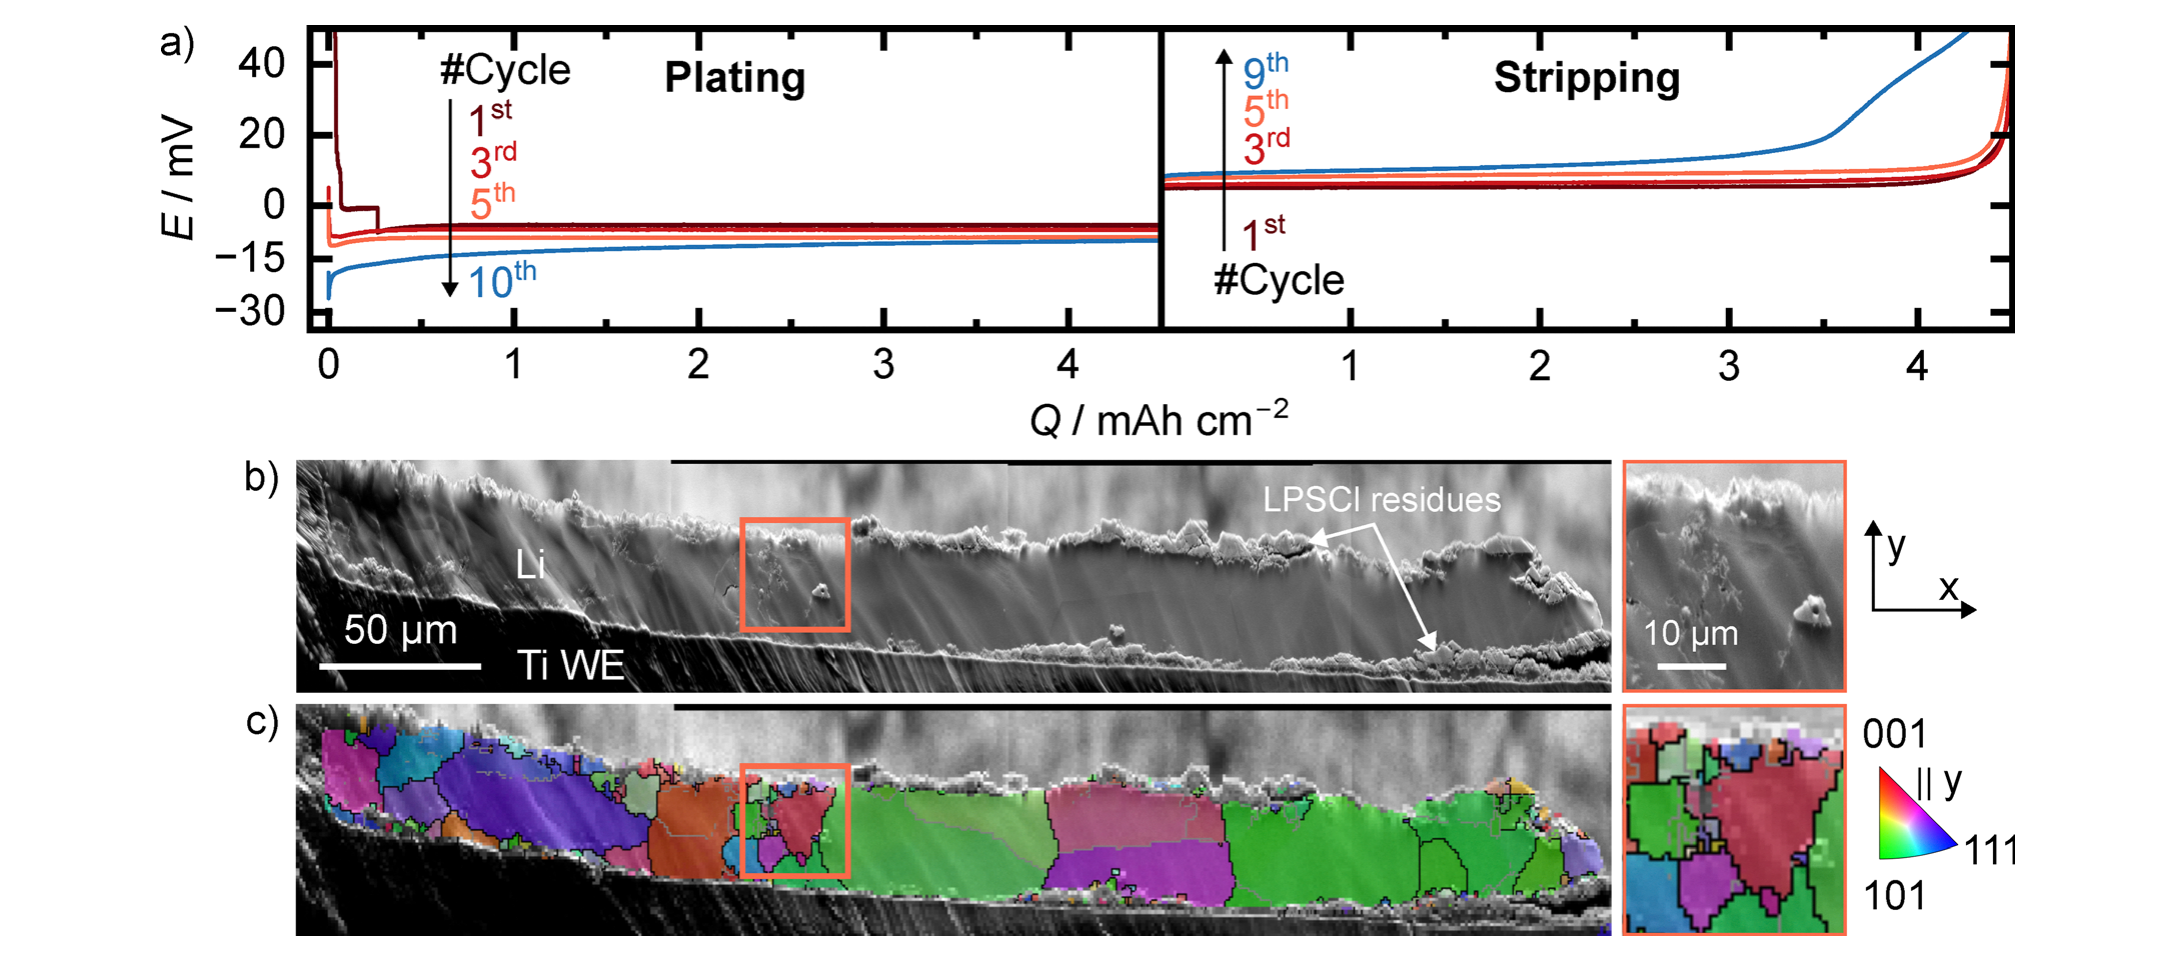 a)
E / mV
40
20
0
−15
−30
#Cycle
1st
3rd
5th
10th
Plating
9th
5th
3rd
1st
#Cycle
Stripping
0 1 2 3 4 1 2 3 4
Q / mAh cm−2
b)
LPSCl residues
Li
50 µm
Ti WE
10 µm
y
x
c)
001
|| y
111
101